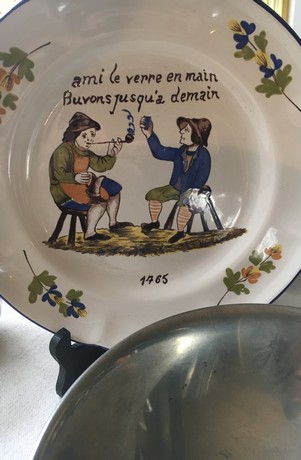 ami le verre en main
Buvons jusqu'a demain
1765